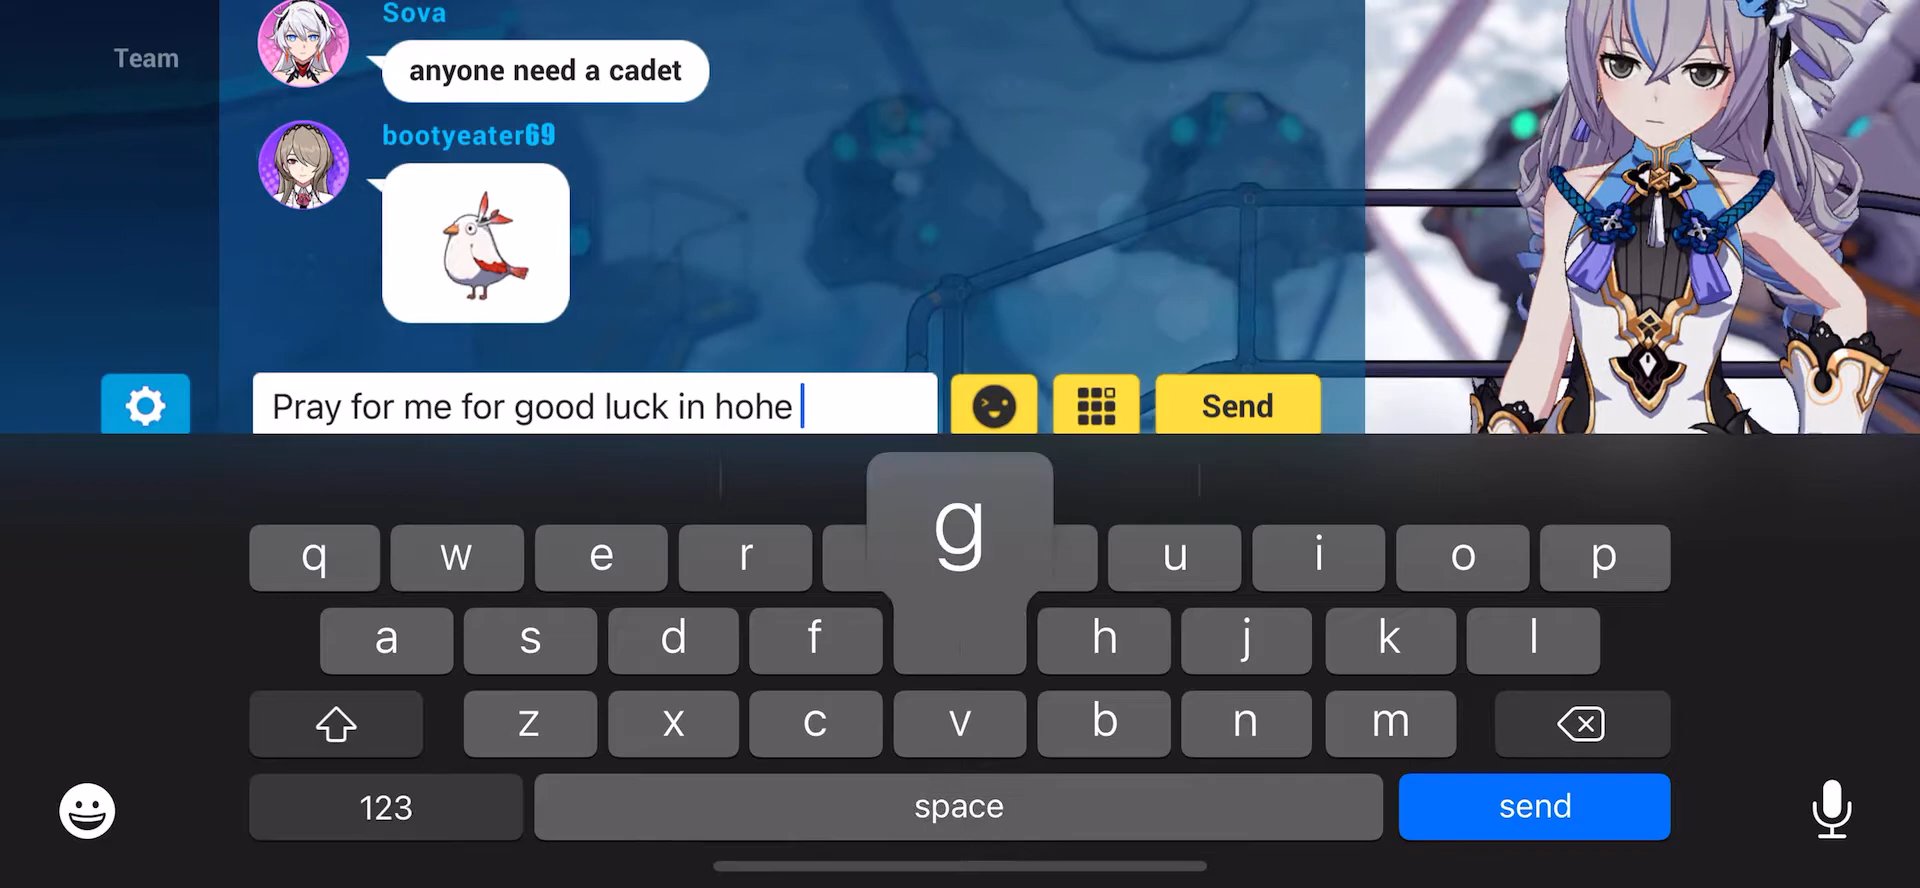 Sova
Team
anyone need a cadet
bootyeater69
Pray for me for good luck in hohe
Send
g
q w e r u i o p
a s d f h j k l
z x c v b n m
123 space send